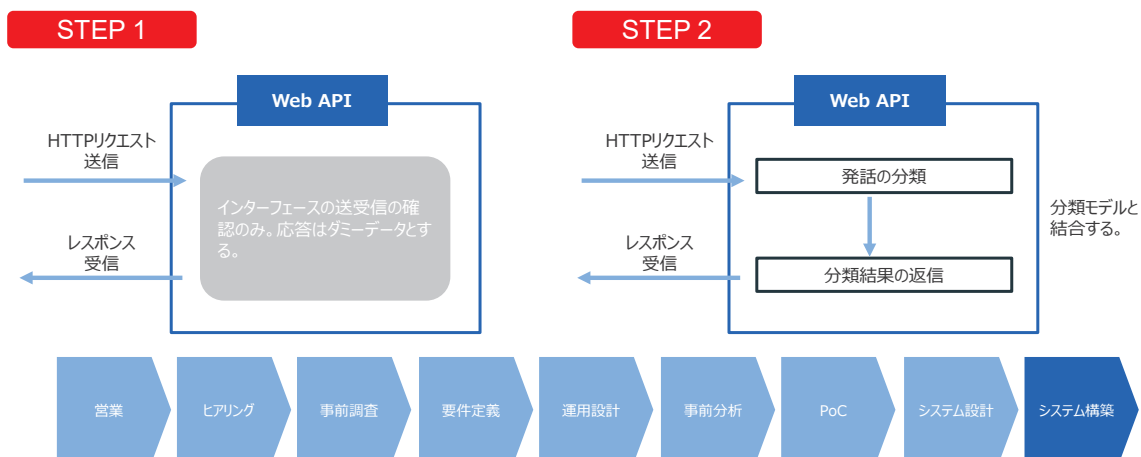 STEP 1
Web API
HTTPリクエスト
送信
インターフェースの送受信の確
認のみ。応答はダミーデータとす
る。
レスポンス
受信
STEP 2
Web API
HTTPリクエスト
送信
発話の分類
分類モデルと
結合する。
レスポンス
受信
分類結果の返信
営業
ヒアリング
事前調査
要件定義
運用設計
事前分析
PoC
システム設計
システム構築